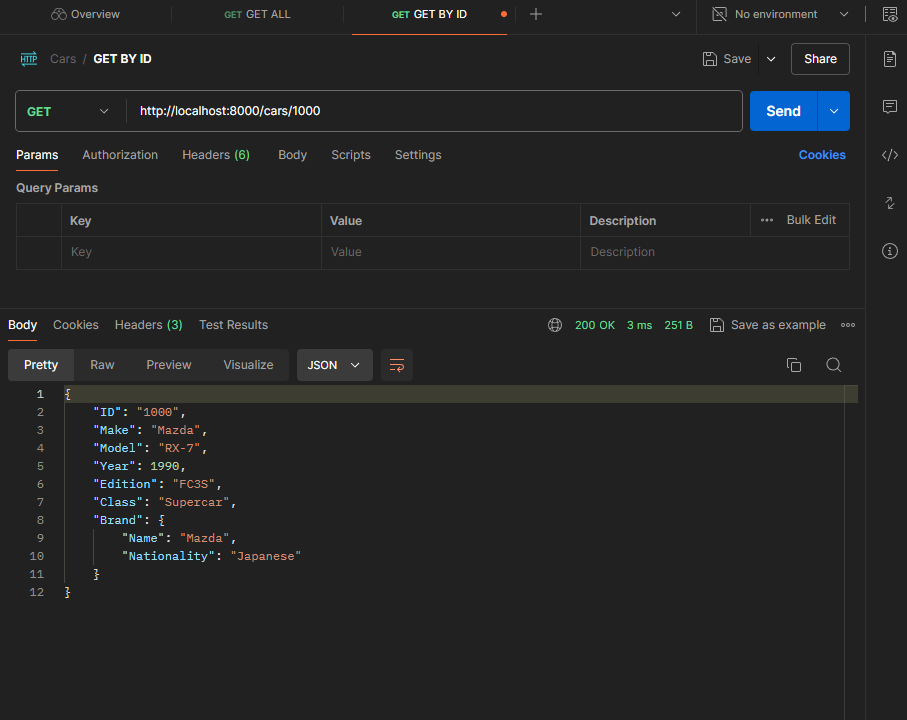 Overview GET GET ALL GET GET BY ID No environment
HTTP Cars / GET BY ID Save Share
GET http://localhost:8000/cars/1000 Send
Params Authorization Headers (6) Body Scripts Settings Cookies
Query Params
Key Value Description Bulk Edit
Key Value Description
Body Cookies Headers (3) Test Results 200 OK 3 ms 251 B Save as example
Pretty Raw Preview Visualize JSON
1 {
2 "ID": "1000",
3 "Make": "Mazda",
4 "Model": "RX-7",
5 "Year": 1990,
6 "Edition": "FC3S",
7 "Class": "Supercar",
8 "Brand": {
9 "Name": "Mazda",
10 "Nationality": "Japanese"
11 }
12 }